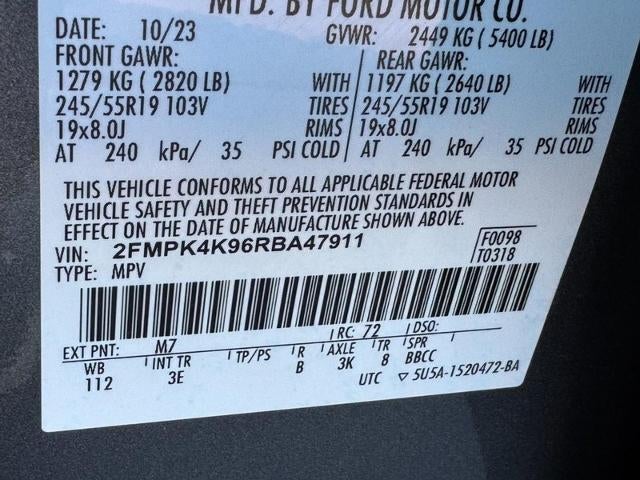 MFD. BY FORD MOTOR CO.
DATE: 10/23 GVWR: 2449 KG ( 5400 LB)
FRONT GAWR: REAR GAWR:
1279 KG ( 2820 LB) WITH 1197 KG ( 2640 LB) WITH
245/55R19 103V TIRES 245/55R19 103V TIRES
19x8.0J RIMS 19x8.0J RIMS
AT 240 kPa/ 35 PSI COLD AT 240 kPa/ 35 PSI COLD
THIS VEHICLE CONFORMS TO ALL APPLICABLE FEDERAL MOTOR
VEHICLE SAFETY AND THEFT PREVENTION STANDARDS IN
EFFECT ON THE DATE OF MANUFACTURE SHOWN ABOVE.
VIN: 2FMPK4K96RBA47911 F0098
TYPE: MPV T0318
EXT PNT: M7 RC: 72 DSO:
WB INT TR TP/PS R AXLE TR SPR
112 3E B 3K 8 BBCC
UTC ▽ 5U5A-1520472-BA